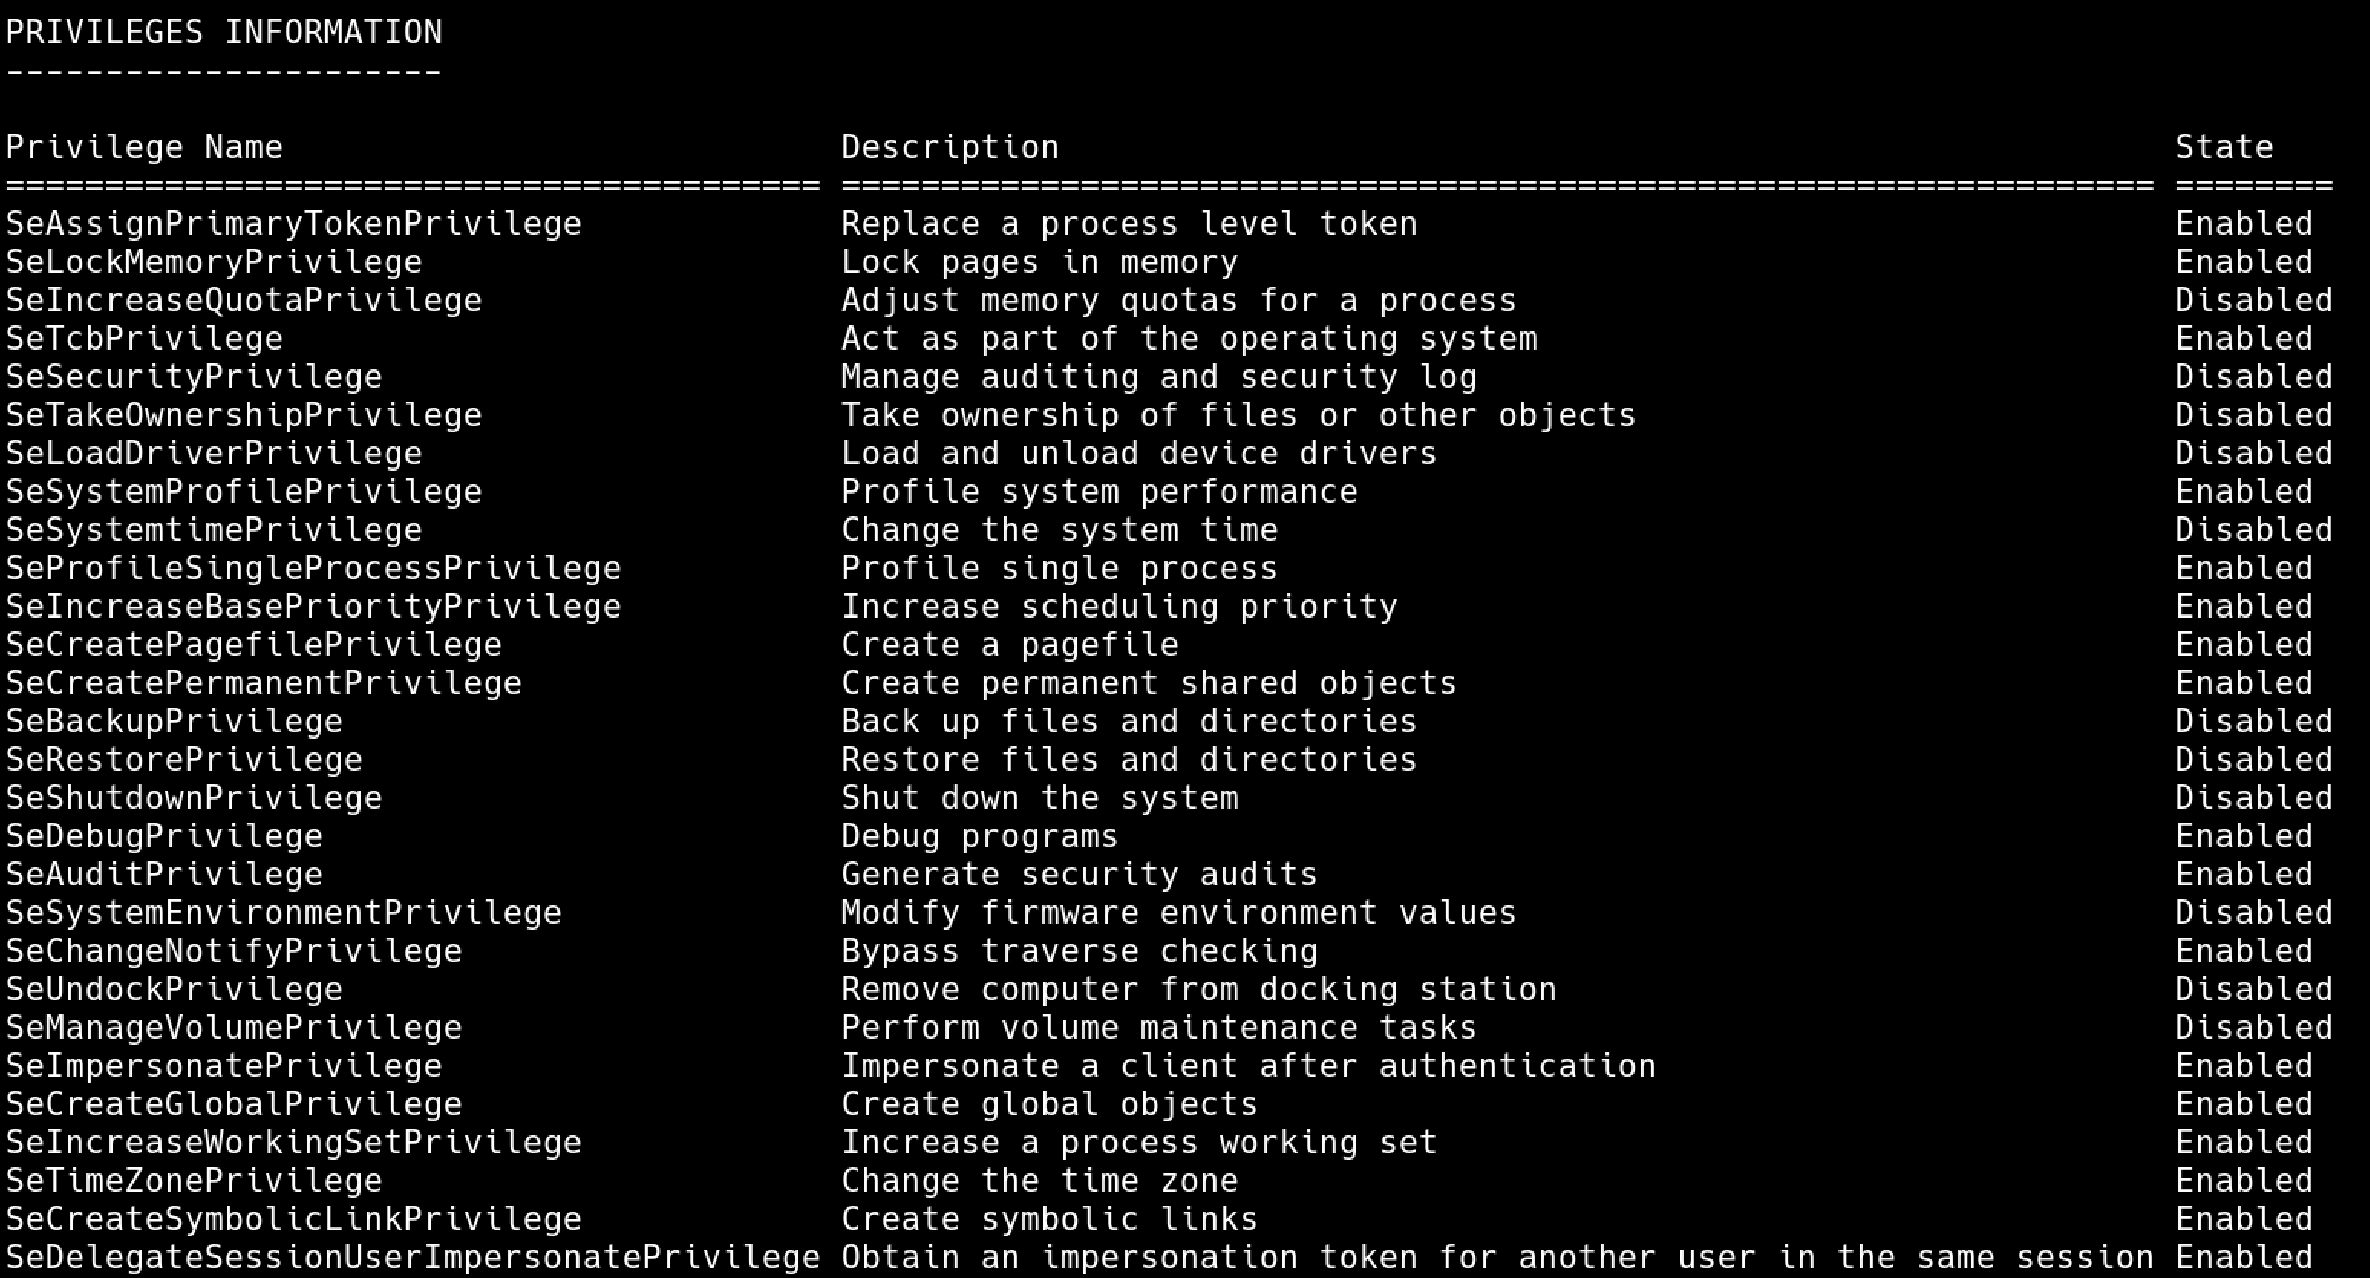 PRIVILEGES INFORMATION
----------------------
Privilege Name Description State
========================================= ================================================================== ========
SeAssignPrimaryTokenPrivilege Replace a process level token Enabled
SeLockMemoryPrivilege Lock pages in memory Enabled
SeIncreaseQuotaPrivilege Adjust memory quotas for a process Disabled
SeTcbPrivilege Act as part of the operating system Enabled
SeSecurityPrivilege Manage auditing and security log Disabled
SeTakeOwnershipPrivilege Take ownership of files or other objects Disabled
SeLoadDriverPrivilege Load and unload device drivers Disabled
SeSystemProfilePrivilege Profile system performance Enabled
SeSystemtimePrivilege Change the system time Disabled
SeProfileSingleProcessPrivilege Profile single process Enabled
SeIncreaseBasePriorityPrivilege Increase scheduling priority Enabled
SeCreatePagefilePrivilege Create a pagefile Enabled
SeCreatePermanentPrivilege Create permanent shared objects Enabled
SeBackupPrivilege Back up files and directories Disabled
SeRestorePrivilege Restore files and directories Disabled
SeShutdownPrivilege Shut down the system Disabled
SeDebugPrivilege Debug programs Enabled
SeAuditPrivilege Generate security audits Enabled
SeSystemEnvironmentPrivilege Modify firmware environment values Disabled
SeChangeNotifyPrivilege Bypass traverse checking Enabled
SeUndockPrivilege Remove computer from docking station Disabled
SeManageVolumePrivilege Perform volume maintenance tasks Disabled
SeImpersonatePrivilege Impersonate a client after authentication Enabled
SeCreateGlobalPrivilege Create global objects Enabled
SeIncreaseWorkingSetPrivilege Increase a process working set Enabled
SeTimeZonePrivilege Change the time zone Enabled
SeCreateSymbolicLinkPrivilege Create symbolic links Enabled
SeDelegateSessionUserImpersonatePrivilege Obtain an impersonation token for another user in the same session Enabled